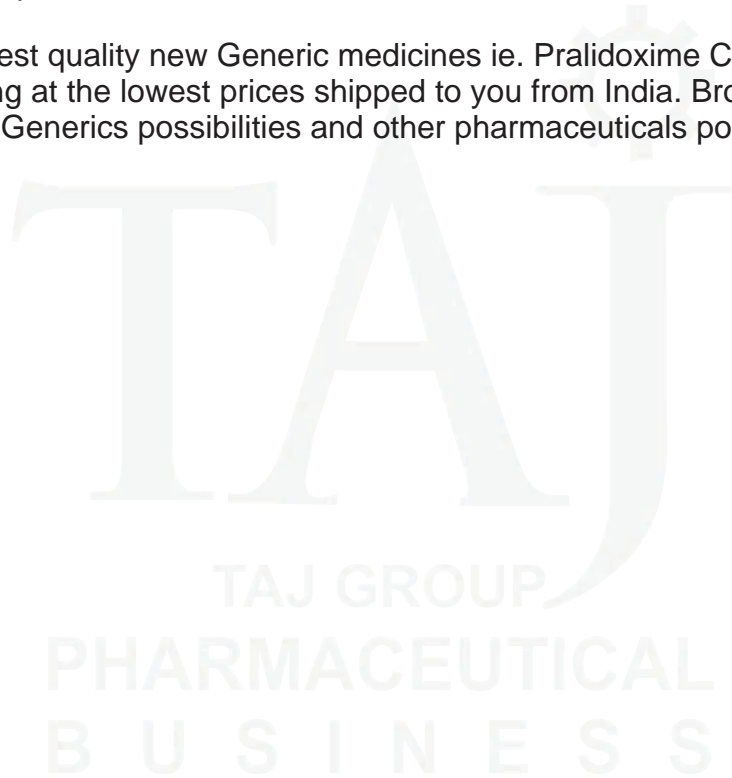 est quality new Generic medicines ie. Pralidoxime C
g at the lowest prices shipped to you from India. Bro
Generics possibilities and other pharmaceuticals po
TAJ
TAJ GROUP
PHARMACEUTICAL
BUSINESS